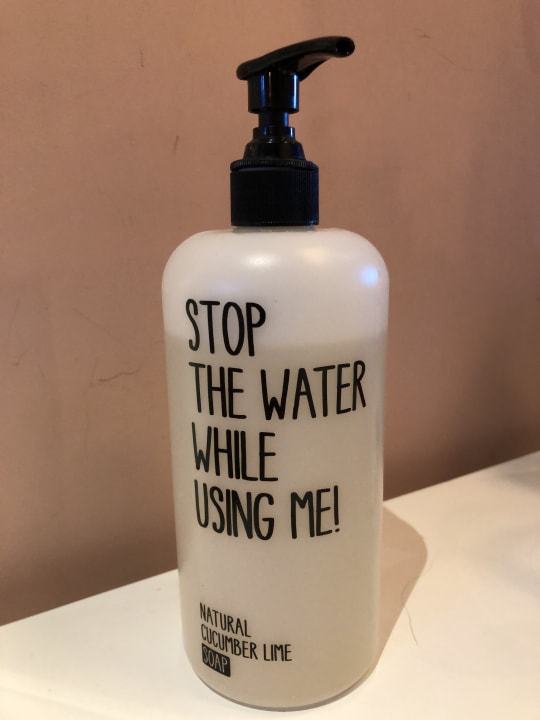 STOP
THE WATER
WHILE
USING ME!
NATURAL
CUCUMBER LIME
SOAP